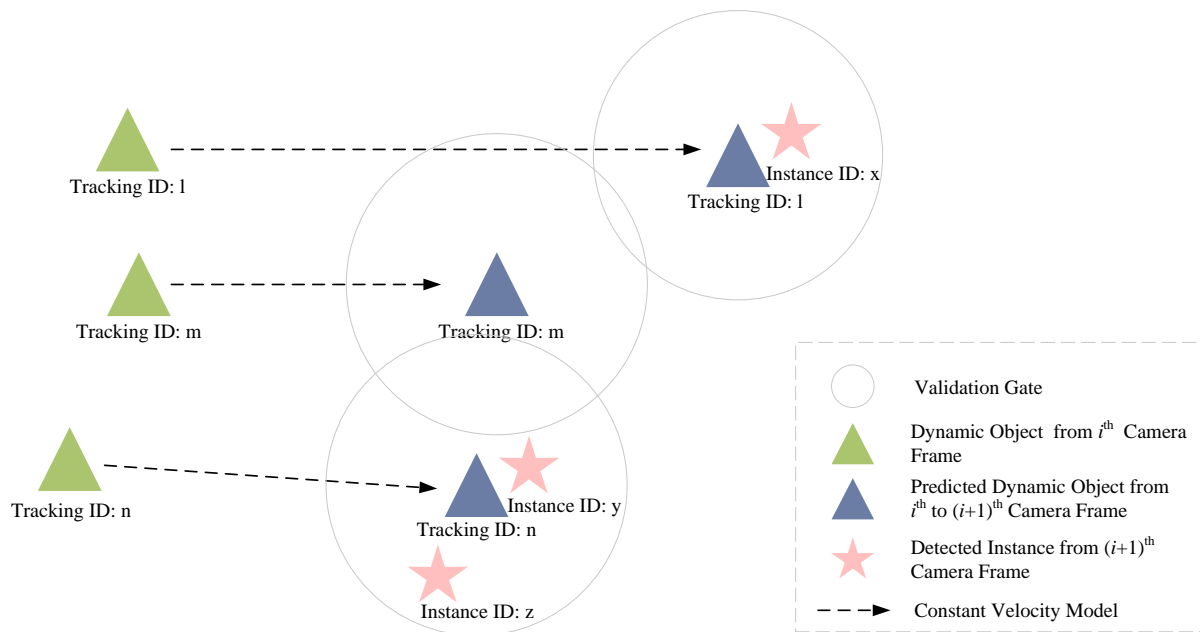 Tracking ID: l
Instance ID: x
Tracking ID: l
Tracking ID: m
Tracking ID: m
Tracking ID: n
Instance ID: y
Tracking ID: n
Instance ID: z
Validation Gate
Dynamic Object from ith Camera
Frame
Predicted Dynamic Object from
ith to (i+1)th Camera Frame
Detected Instance from (i+1)th
Camera Frame
Constant Velocity Model